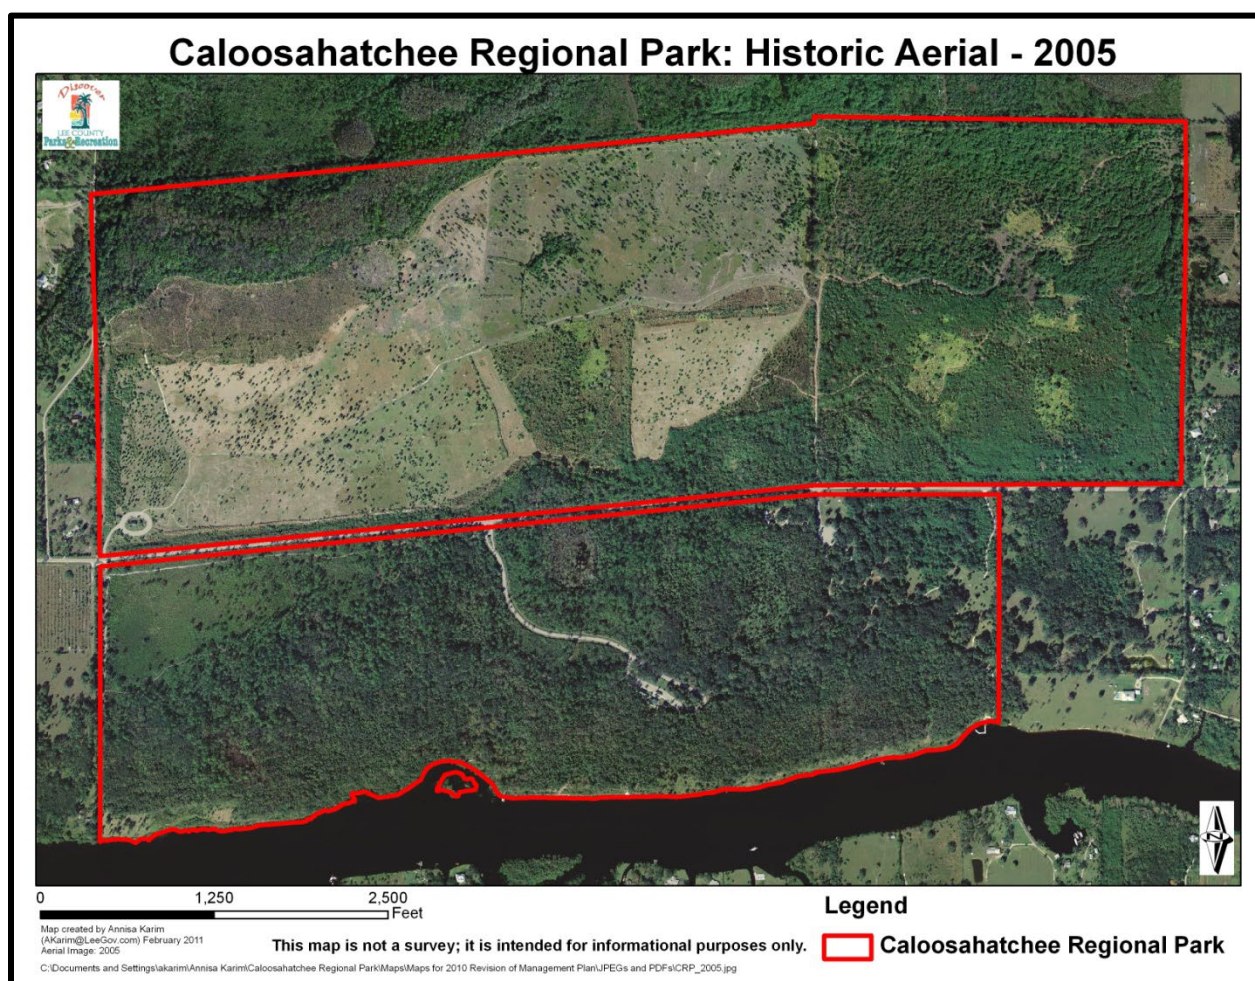 Caloosahatchee Regional Park: Historic Aerial - 2005
Discover
LEE COUNTY
Parks & Recreation
N
0 1,250 2,500
Feet
Map created by Annisa Karim
(AKarim@LeeGov.com) February 2011
Aerial Image: 2005
This map is not a survey; it is intended for informational purposes only.
C:\Documents and Settings\akarim\Annisa Karim\Caloosahatchee Regional Park\Maps\Maps for 2010 Revision of Management Plan\JPEGs and PDFs\CRP_2005.jpg
Legend
Caloosahatchee Regional Park